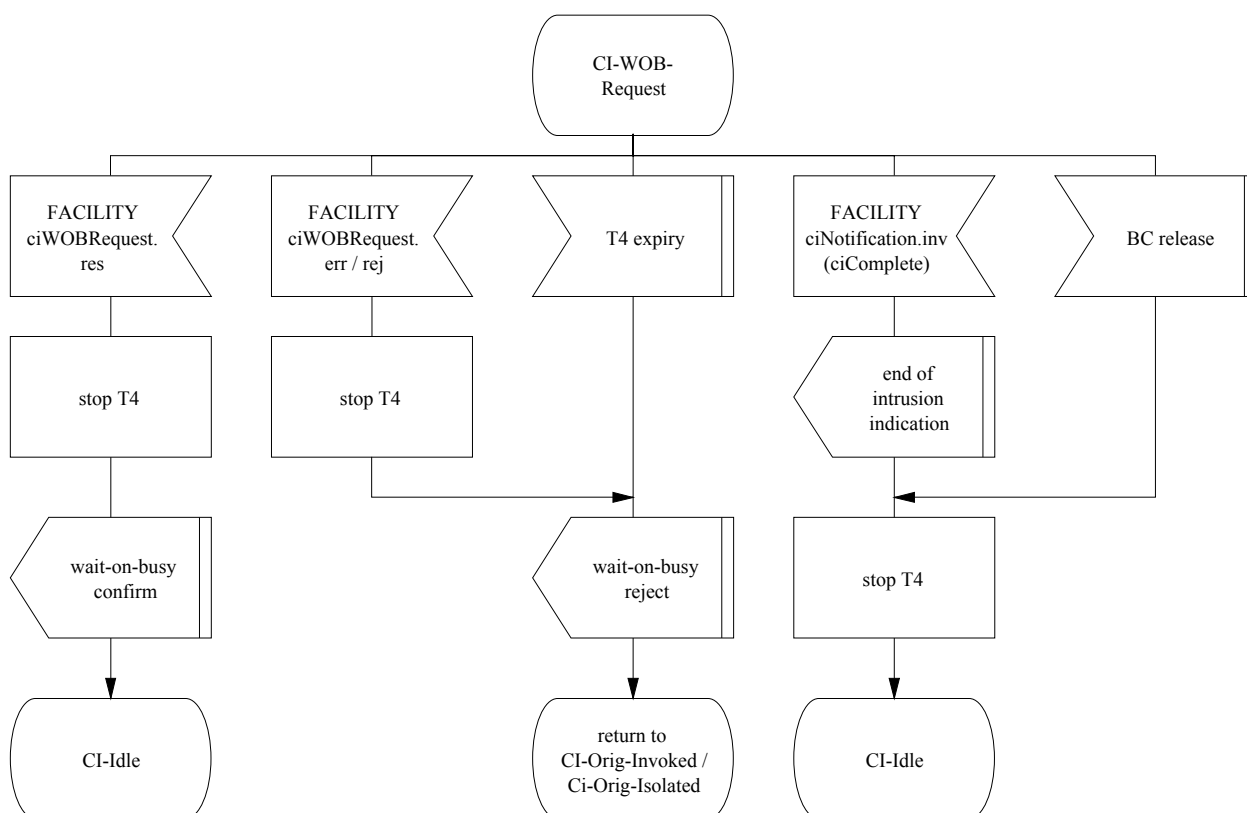 CI-WOB-
Request
FACILITY
ciWOBRequest.
res
FACILITY
ciWOBRequest.
err / rej
T4 expiry
FACILITY
ciNotification.inv
(ciComplete)
BC release
stop T4
stop T4
end of
intrusion
indication
wait-on-busy
confirm
wait-on-busy
reject
stop T4
CI-Idle
return to
CI-Orig-Invoked /
Ci-Orig-Isolated
CI-Idle